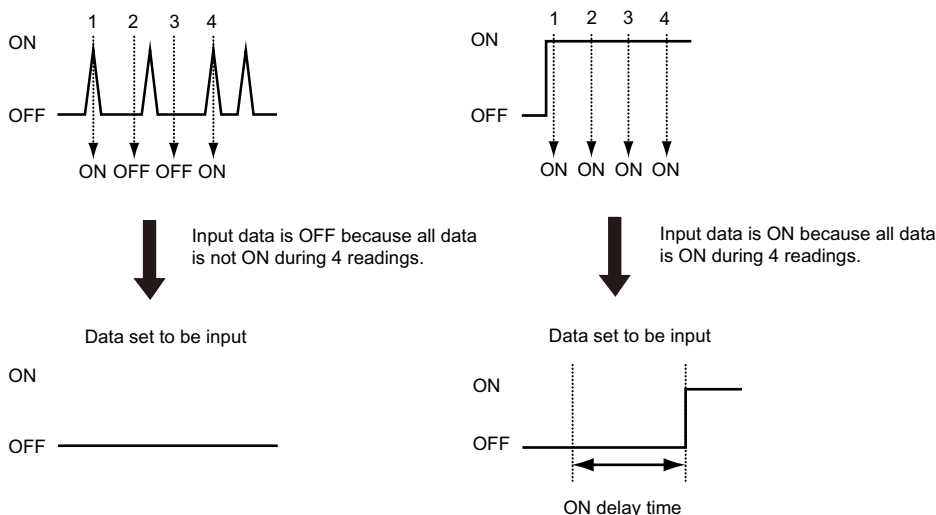 1 2 3 4
ON
OFF
ON OFF OFF ON
Input data is OFF because all data
is not ON during 4 readings.
Data set to be input
ON
OFF
1 2 3 4
ON
OFF
ON ON ON ON
Input data is ON because all data
is ON during 4 readings.
Data set to be input
ON
OFF
ON delay time